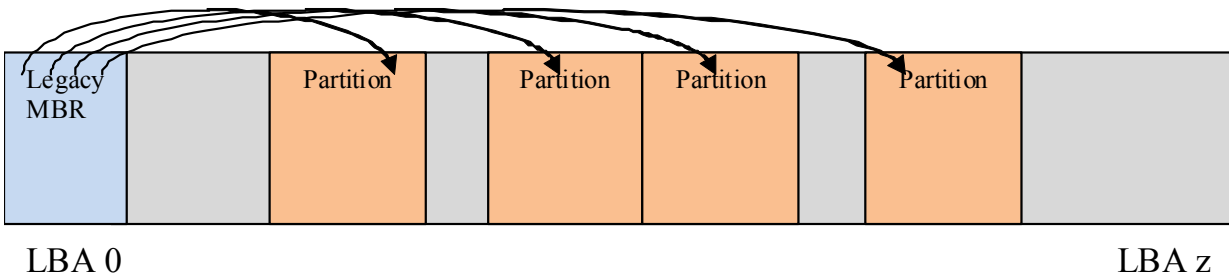 Legacy
MBR
Partition
Partition
Partition
Partition
LBA 0
LBA z